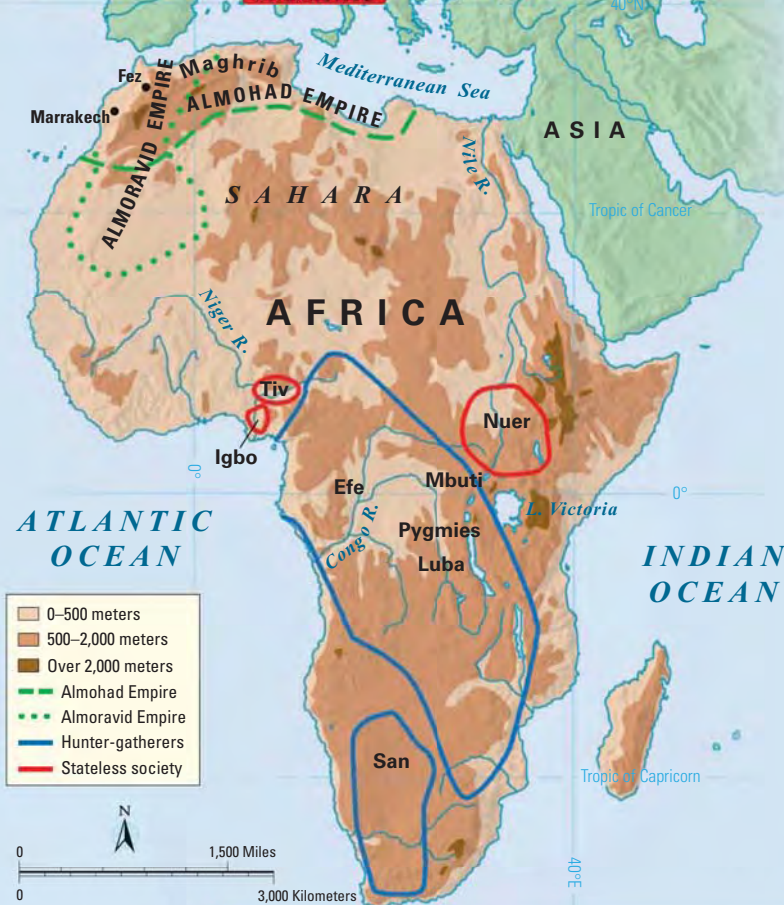 40°N
Mediterranean Sea
Maghrib
Fez
ALMOHAD EMPIRE
Marrakech
ALMORAVID EMPIRE
ASIA
Nile R.
SAHARA
Tropic of Cancer
AFRICA
Niger R.
Tiv
Nuer
Igbo
Mbuti
Efe
0°
0°
L. Victoria
Pygmies
Congo R.
Luba
ATLANTIC
OCEAN
INDIAN
OCEAN
0–500 meters
500–2,000 meters
Over 2,000 meters
Almohad Empire
Almoravid Empire
Hunter-gatherers
Stateless society
San
Tropic of Capricorn
40°E
N
0 1,500 Miles
0 3,000 Kilometers